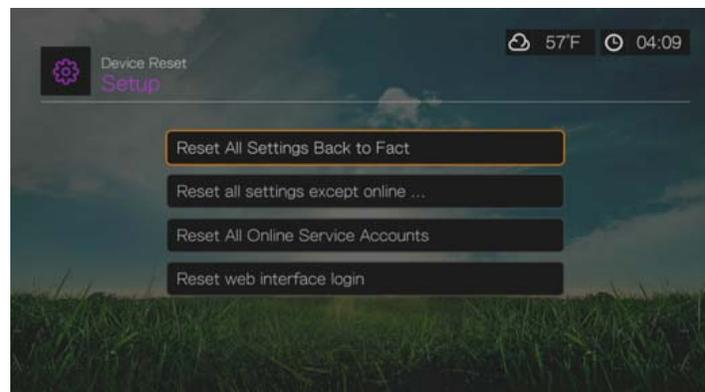 57°F 04:09
Device Reset
Setup
Reset All Settings Back to Fact
Reset all settings except online ...
Reset All Online Service Accounts
Reset web interface login